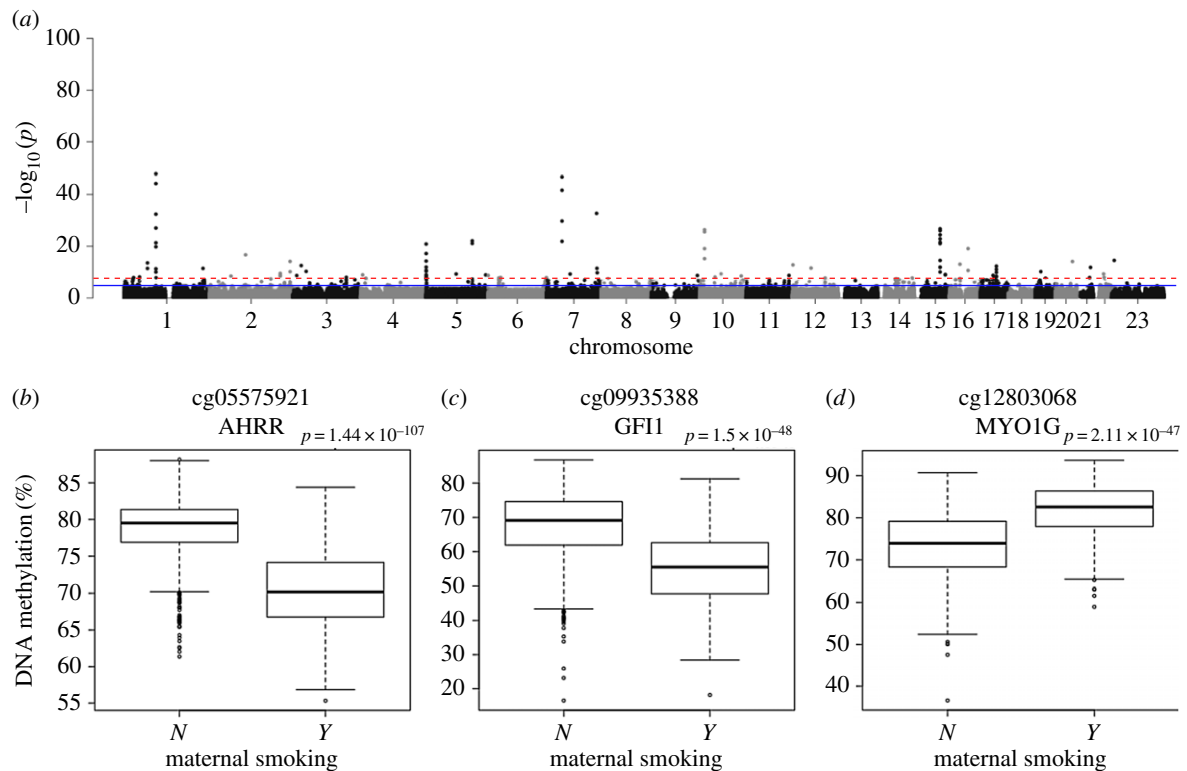 (a)
100
80
60
40
20
0
–log10(p)
1 2 3 4 5 6 7 8 9 10 11 12 13 14 15 16 17 18 19 20 21 23
chromosome
(b) cg05575921
AHRR
p = 1.44 × 10–107
DNA methylation (%)
85
80
75
70
65
60
55
N Y
maternal smoking
(c) cg09935388
GFI1
p = 1.5 × 10–48
80
70
60
50
40
30
20
N Y
maternal smoking
(d) cg12803068
MYO1G
p = 2.11 × 10–47
90
80
70
60
50
40
N Y
maternal smoking